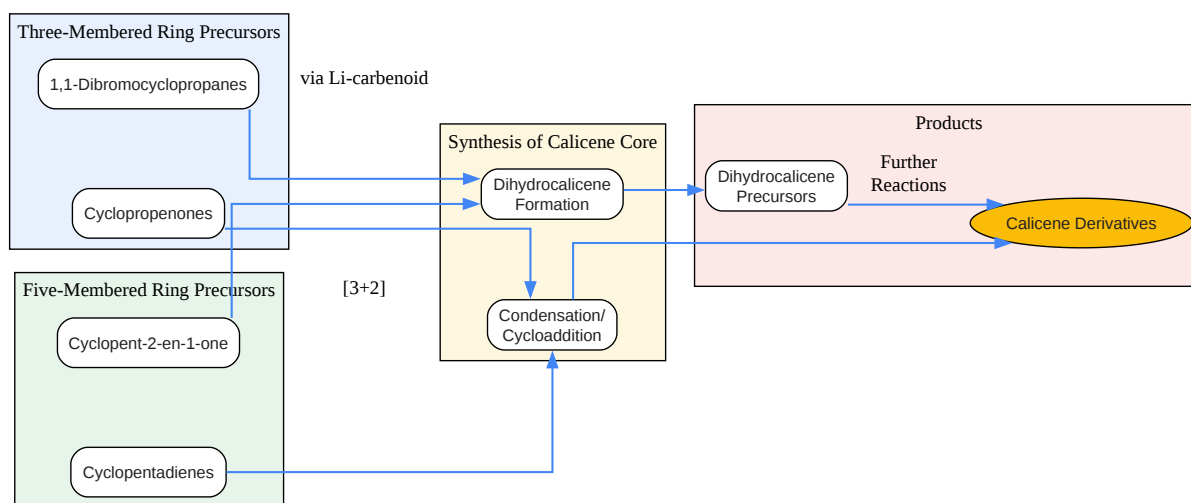 Three-Membered Ring Precursors
1,1-Dibromocyclopropanes
via Li-carbenoid
Cyclopropenones
Five-Membered Ring Precursors
[3+2]
Cyclopent-2-en-1-one
Cyclopentadienes
Synthesis of Calicene Core
Dihydrocalicene
Formation
Condensation/
Cycloaddition
Products
Dihydrocalicene
Precursors
Further
Reactions
Calicene Derivatives